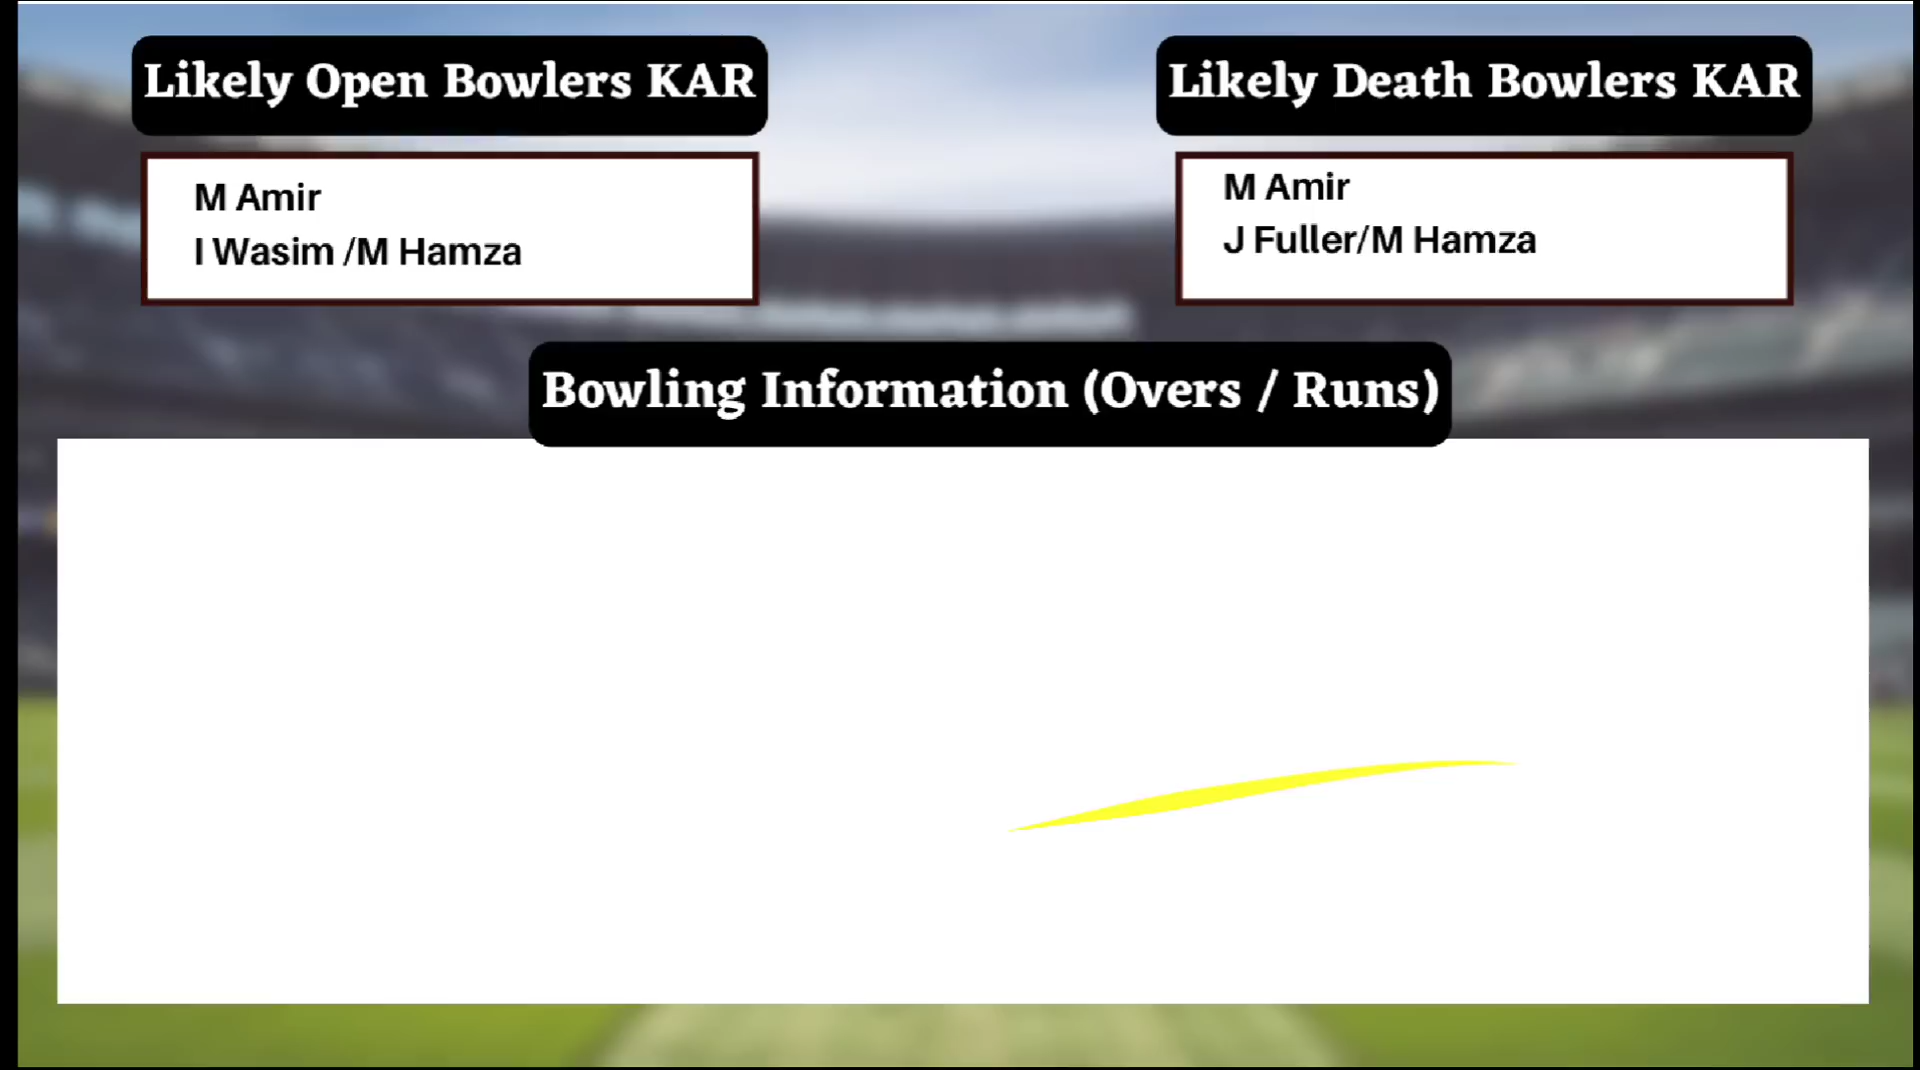 Likely Open Bowlers KAR
M Amir
I Wasim /M Hamza
Likely Death Bowlers KAR
M Amir
J Fuller/M Hamza
Bowling Information (Overs / Runs)